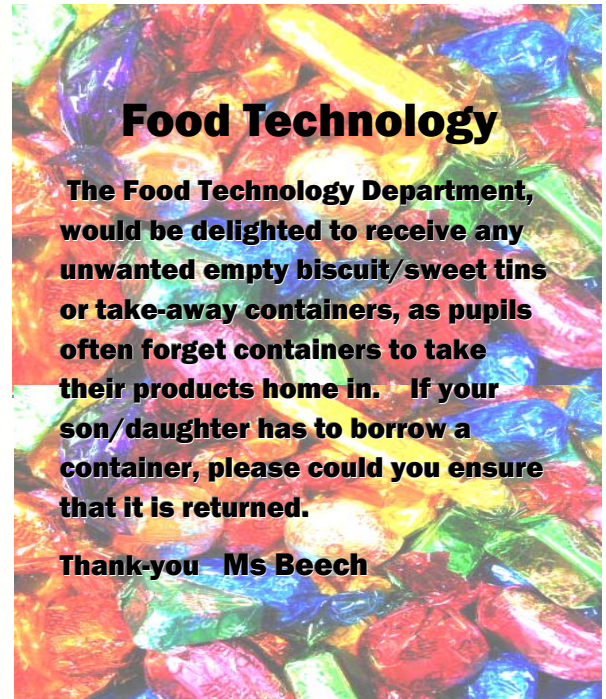 Food Technology
The Food Technology Department,
would be delighted to receive any
unwanted empty biscuit/sweet tins
or take-away containers, as pupils
often forget containers to take
their products home in. If your
son/daughter has to borrow a
container, please could you ensure
that it is returned.
Thank-you Ms Beech